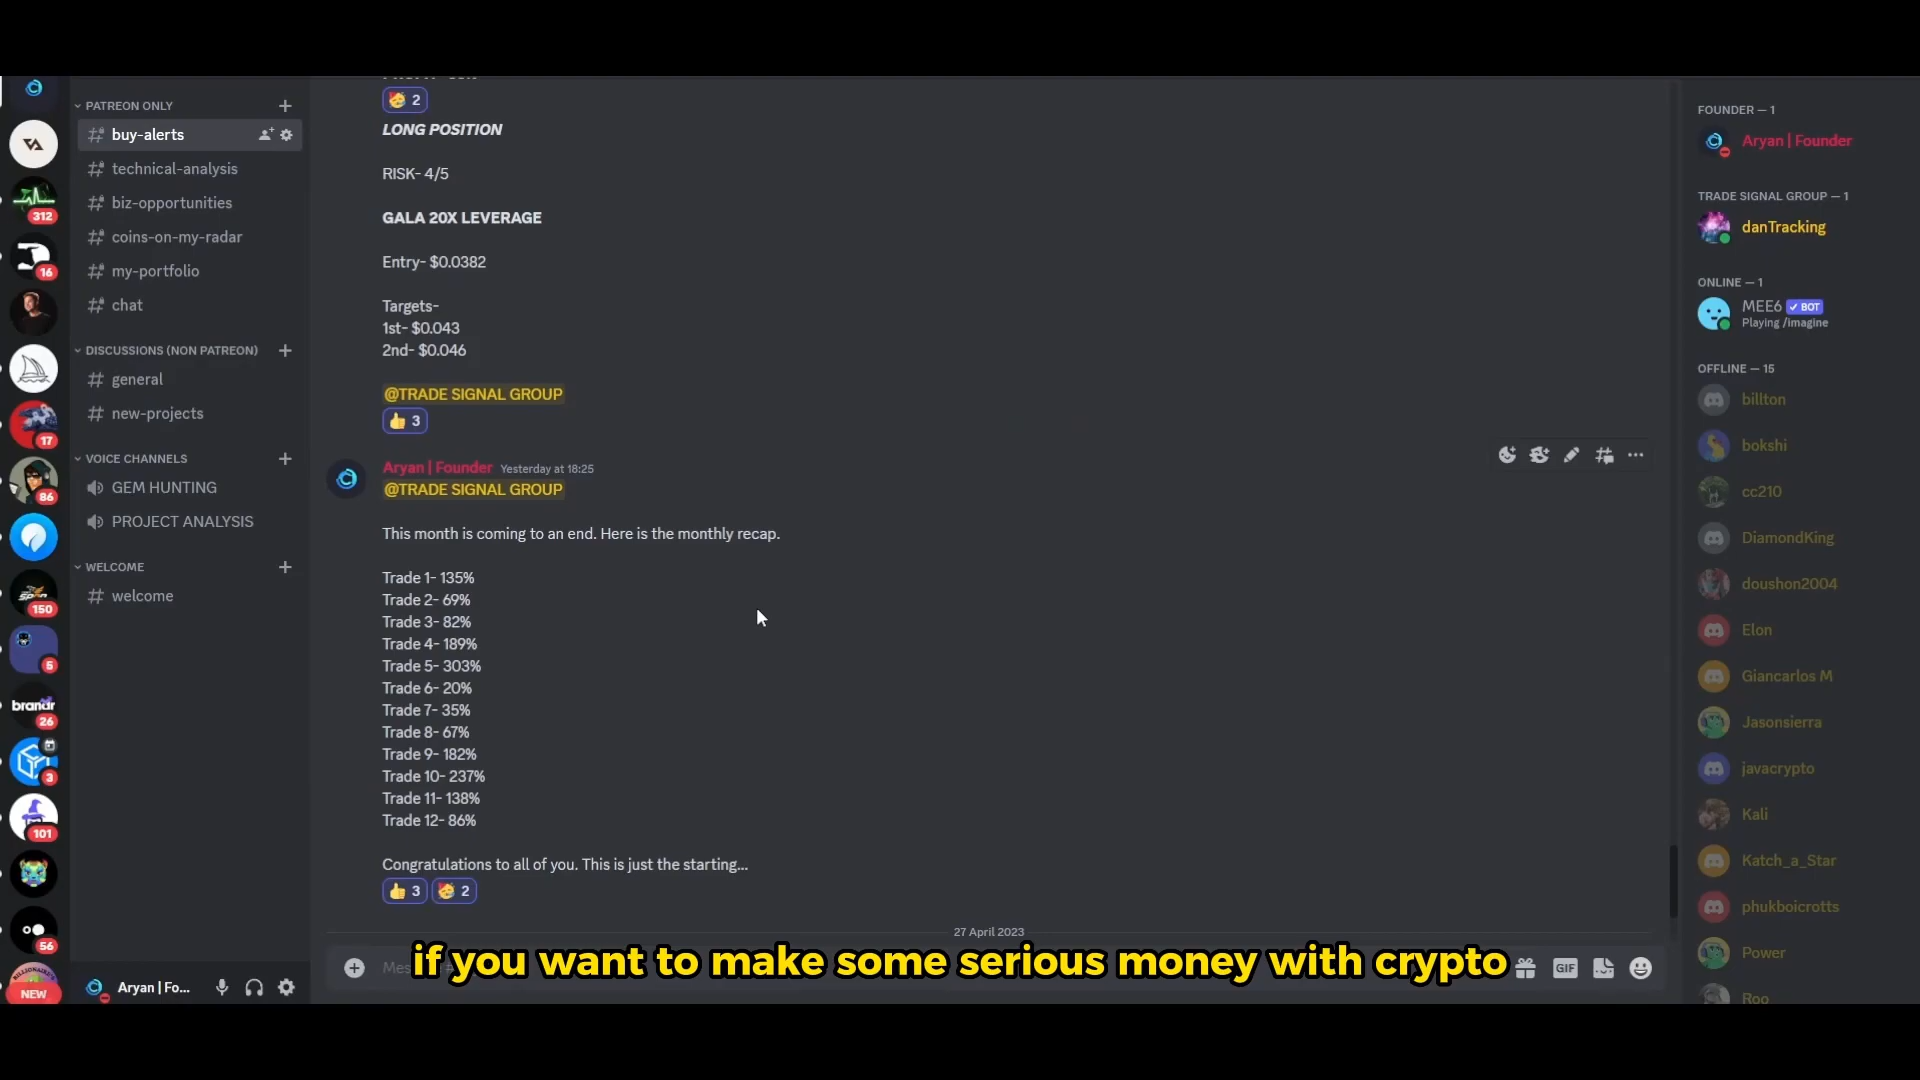 312
16
17
86
150
5
brandr
26
3
101
56
NEW
PATREON ONLY
buy-alerts
technical-analysis
biz-opportunities
coins-on-my-radar
my-portfolio
chat
DISCUSSIONS (NON PATREON)
general
new-projects
VOICE CHANNELS
GEM HUNTING
PROJECT ANALYSIS
WELCOME
welcome
Aryan | Fo...
2
LONG POSITION
RISK- 4/5
GALA 20X LEVERAGE
Entry- $0.0382
Targets-
1st- $0.043
2nd- $0.046
@TRADE SIGNAL GROUP
3
Aryan | Founder Yesterday at 18:25
@TRADE SIGNAL GROUP
This month is coming to an end. Here is the monthly recap.
Trade 1- 135%
Trade 2- 69%
Trade 3- 82%
Trade 4- 189%
Trade 5- 303%
Trade 6- 20%
Trade 7- 35%
Trade 8- 67%
Trade 9- 182%
Trade 10- 237%
Trade 11- 138%
Trade 12- 86%
Congratulations to all of you. This is just the starting...
3 2
27 April 2023
if you want to make some serious money with crypto
GIF
FOUNDER — 1
Aryan | Founder
TRADE SIGNAL GROUP — 1
danTracking
ONLINE — 1
MEE6 BOT
Playing /imagine
OFFLINE — 15
billton
bokshi
cc210
DiamondKing
doushon2004
Elon
Giancarlos M
Jasonsierra
javacrypto
Kali
Katch_a_Star
phukboicrotts
Power
Roo